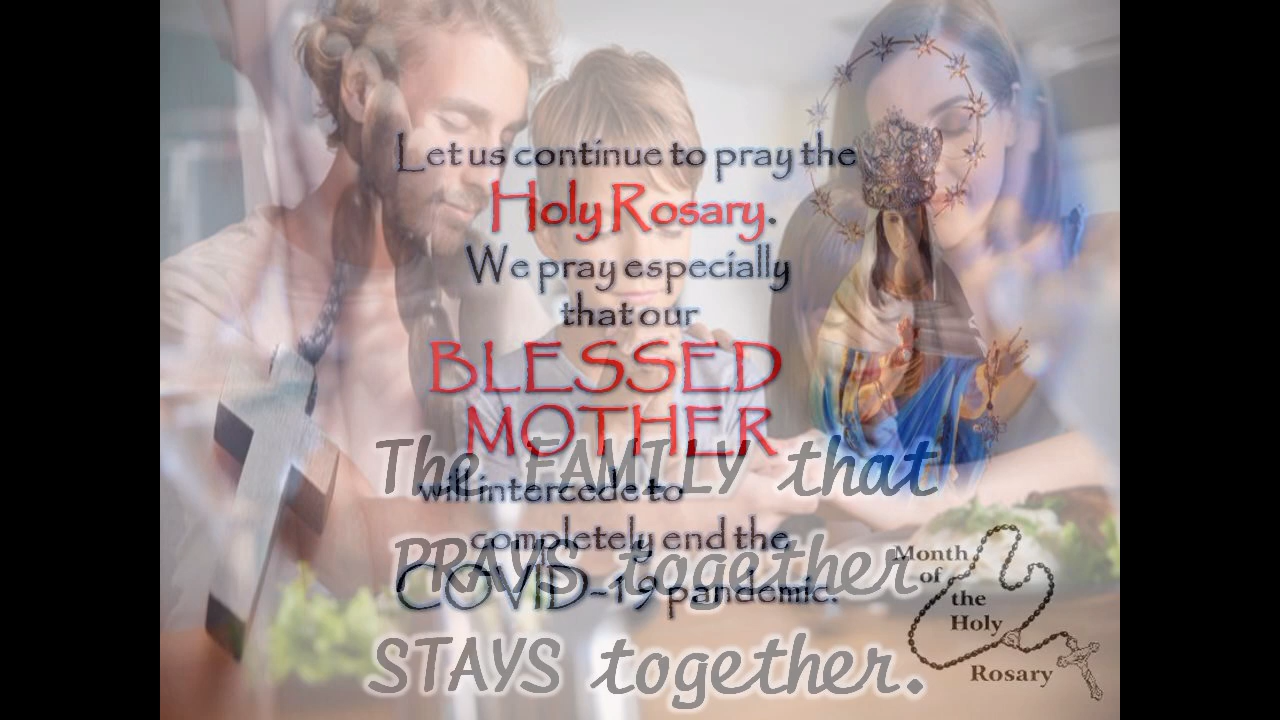 Let us continue to pray the
Holy Rosary.
We pray especially
that our
BLESSED
MOTHER
will intercede to
completely end the
COVID-19 pandemic.
The FAMILY that
PRAYS together
STAYS together.
Month
of
the
Holy
Rosary